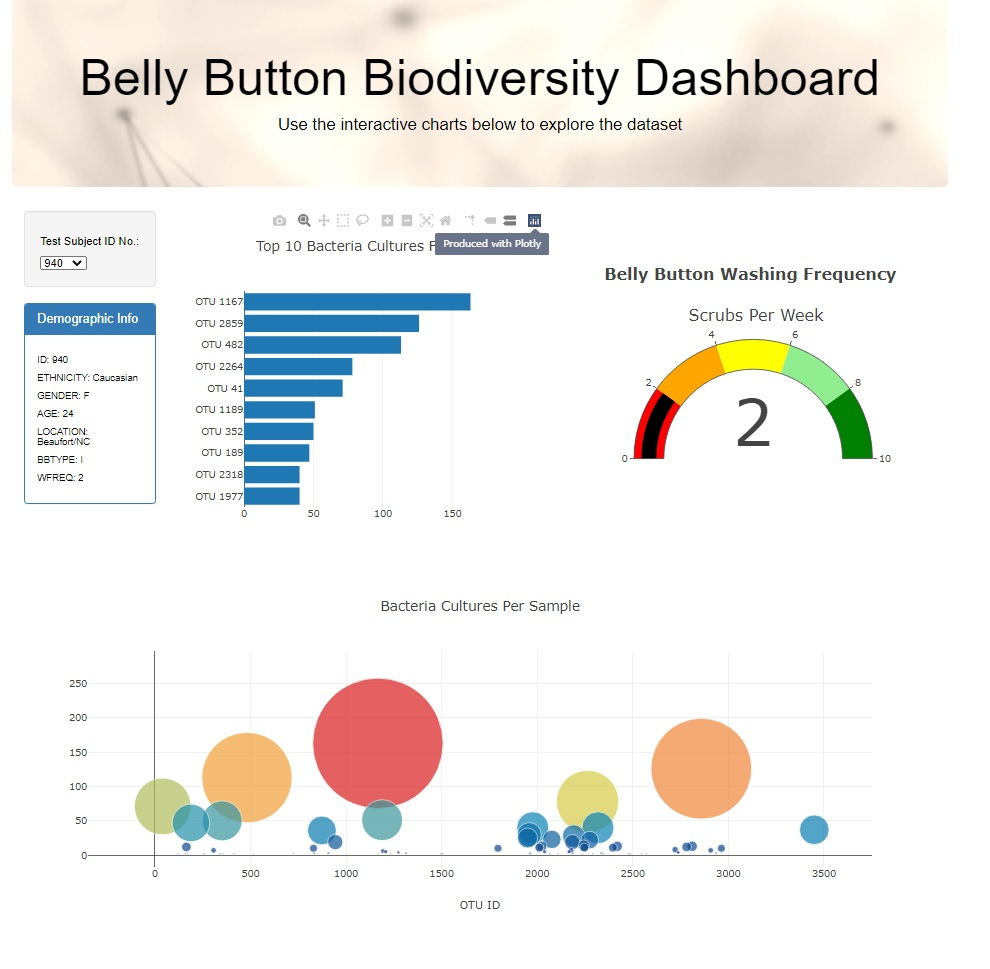 Belly Button Biodiversity Dashboard
Use the interactive charts below to explore the dataset
Test Subject ID No.:
940
Demographic Info
ID: 940
ETHNICITY: Caucasian
GENDER: F
AGE: 24
LOCATION:
Beaufort/NC
BBTYPE: I
WFREQ: 2
Produced with Plotly
Top 10 Bacteria Cultures
OTU 1167
OTU 2859
OTU 482
OTU 2264
OTU 41
OTU 1189
OTU 352
OTU 189
OTU 2318
OTU 1977
0 50 100 150
Belly Button Washing Frequency
Scrubs Per Week
0 2 4 6 8 10
2
Bacteria Cultures Per Sample
250
200
150
100
50
0
0 500 1000 1500 2000 2500 3000 3500
OTU ID